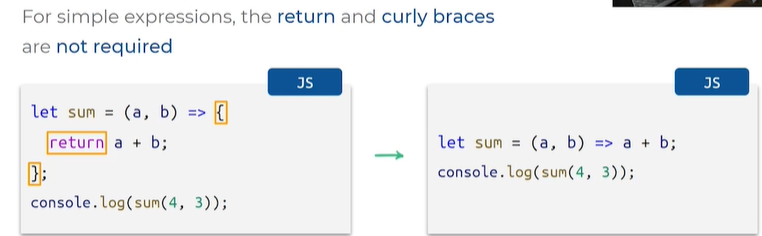 For simple expressions, the return and curly braces
are not required
JS
let sum = (a, b) => {
return a + b;
};
console.log(sum(4, 3));
JS
let sum = (a, b) => a + b;
console.log(sum(4, 3));